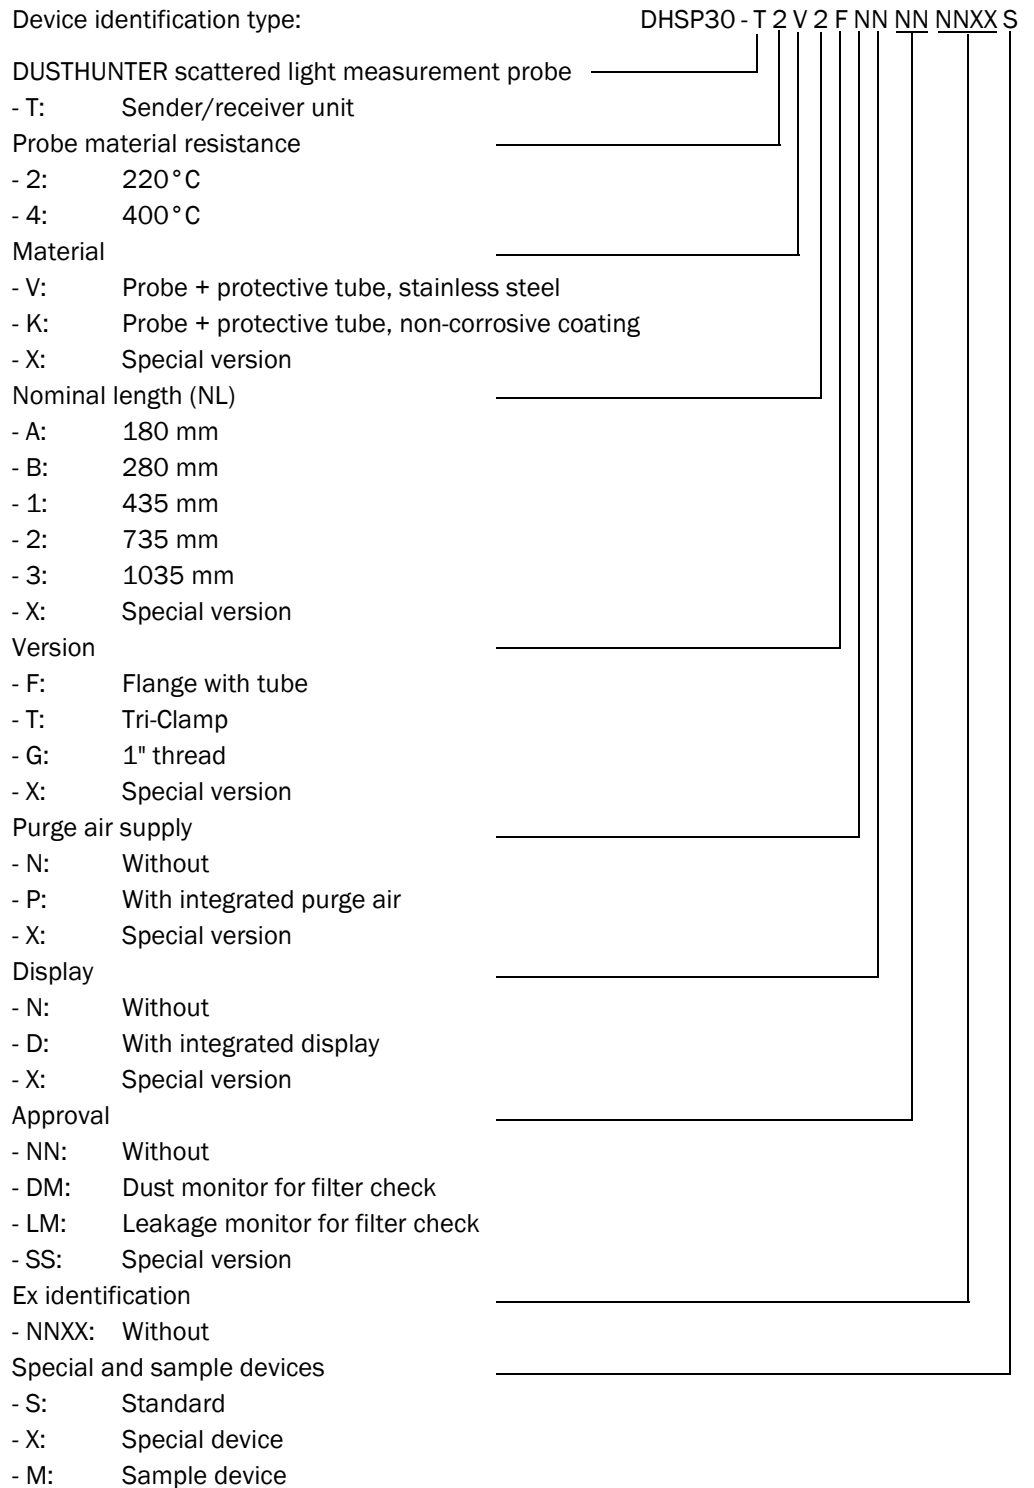 Device identification type: DHSP30 - T 2 V 2 F N N NN NNXX S
DUSTHUNTER scattered light measurement probe
- T: Sender/receiver unit
Probe material resistance
- 2: 220°C
- 4: 400°C
Material
- V: Probe + protective tube, stainless steel
- K: Probe + protective tube, non-corrosive coating
- X: Special version
Nominal length (NL)
- A: 180 mm
- B: 280 mm
- 1: 435 mm
- 2: 735 mm
- 3: 1035 mm
- X: Special version
Version
- F: Flange with tube
- T: Tri-Clamp
- G: 1" thread
- X: Special version
Purge air supply
- N: Without
- P: With integrated purge air
- X: Special version
Display
- N: Without
- D: With integrated display
- X: Special version
Approval
- NN: Without
- DM: Dust monitor for filter check
- LM: Leakage monitor for filter check
- SS: Special version
Ex identification
- NNXX: Without
Special and sample devices
- S: Standard
- X: Special device
- M: Sample device